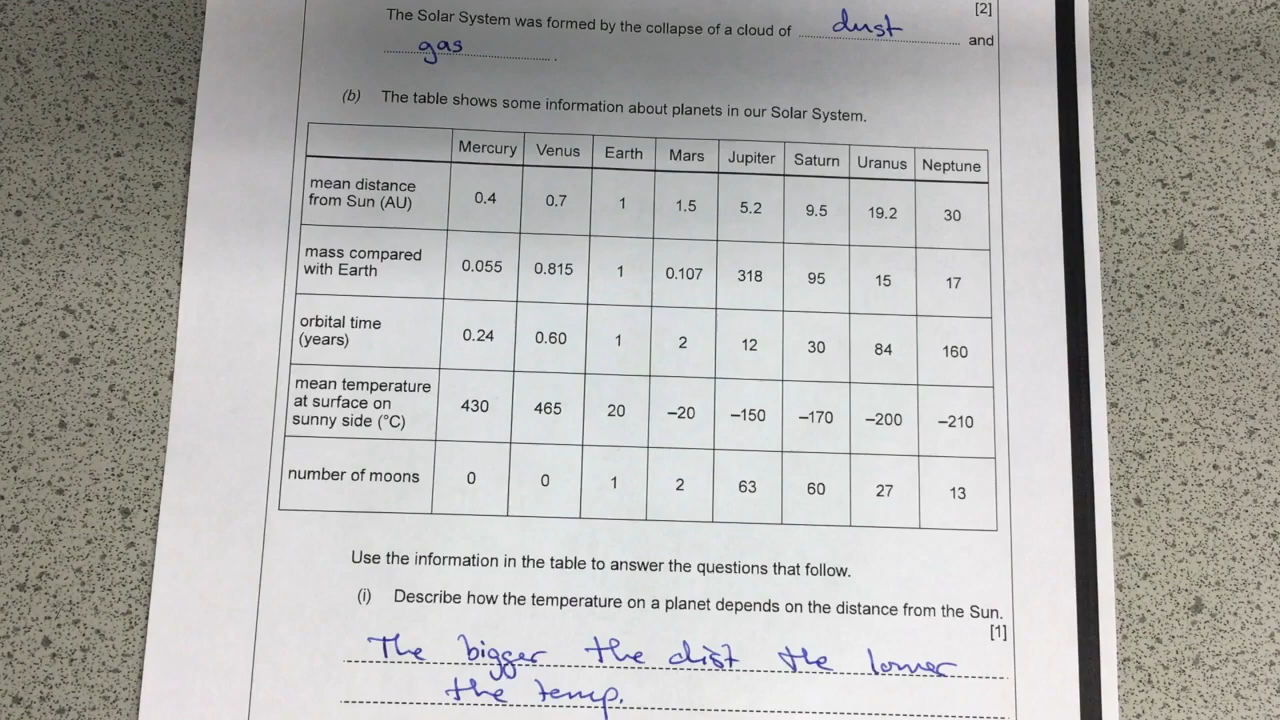 [2]
The Solar System was formed by the collapse of a cloud of dust and
gas .
(b) The table shows some information about planets in our Solar System.
Mercury Venus Earth Mars Jupiter Saturn Uranus Neptune
mean distance
from Sun (AU) 0.4 0.7 1 1.5 5.2 9.5 19.2 30
mass compared
with Earth 0.055 0.815 1 0.107 318 95 15 17
orbital time
(years) 0.24 0.60 1 2 12 30 84 160
mean temperature
at surface on
sunny side (°C) 430 465 20 –20 –150 –170 –200 –210
number of moons 0 0 1 2 63 60 27 13
Use the information in the table to answer the questions that follow.
(i) Describe how the temperature on a planet depends on the distance from the Sun.
[1]
The bigger the dist the lower
the temp.